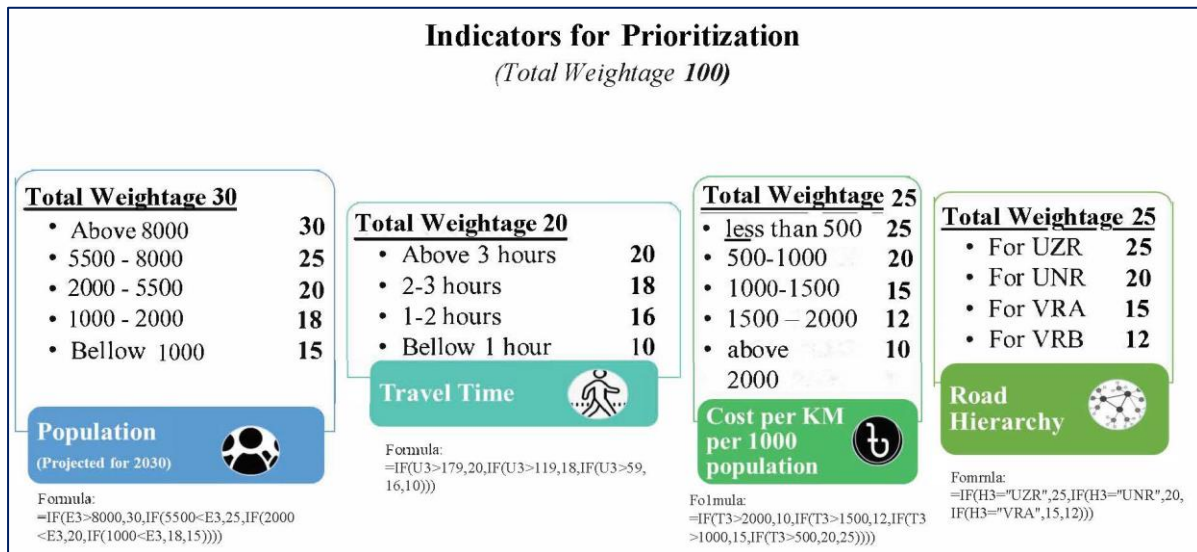 Indicators for Prioritization
(Total Weightage 100)
Total Weightage 30
• Above 8000 30
• 5500 - 8000 25
• 2000 - 5500 20
• 1000 - 2000 18
• Bellow 1000 15
Population
(Projected for 2030)
Formula:
=IF(E3>8000,30,IF(5500<E3,25,IF(2000
<E3,20,IF(1000<E3,18,15))))
Total Weightage 20
• Above 3 hours 20
• 2-3 hours 18
• 1-2 hours 16
• Bellow 1 hour 10
Travel Time
Formula:
=IF(U3>179,20,IF(U3>119,18,IF(U3>59,
16,10)))
Total Weightage 25
• less than 500 25
• 500-1000 20
• 1000-1500 15
• 1500 – 2000 12
• above 10
2000
Cost per KM
per 1000
population
৳
Fo1mula:
=IF(T3>2000,10,IF(T3>1500,12,IF(T3
>1000,15,IF(T3>500,20,25))))
Total Weightage 25
• For UZR 25
• For UNR 20
• For VRA 15
• For VRB 12
Road
Hierarchy
Fomrnla:
=IF(H3="UZR",25,IF(H3="UNR",20,
IF(H3="VRA",15,12)))